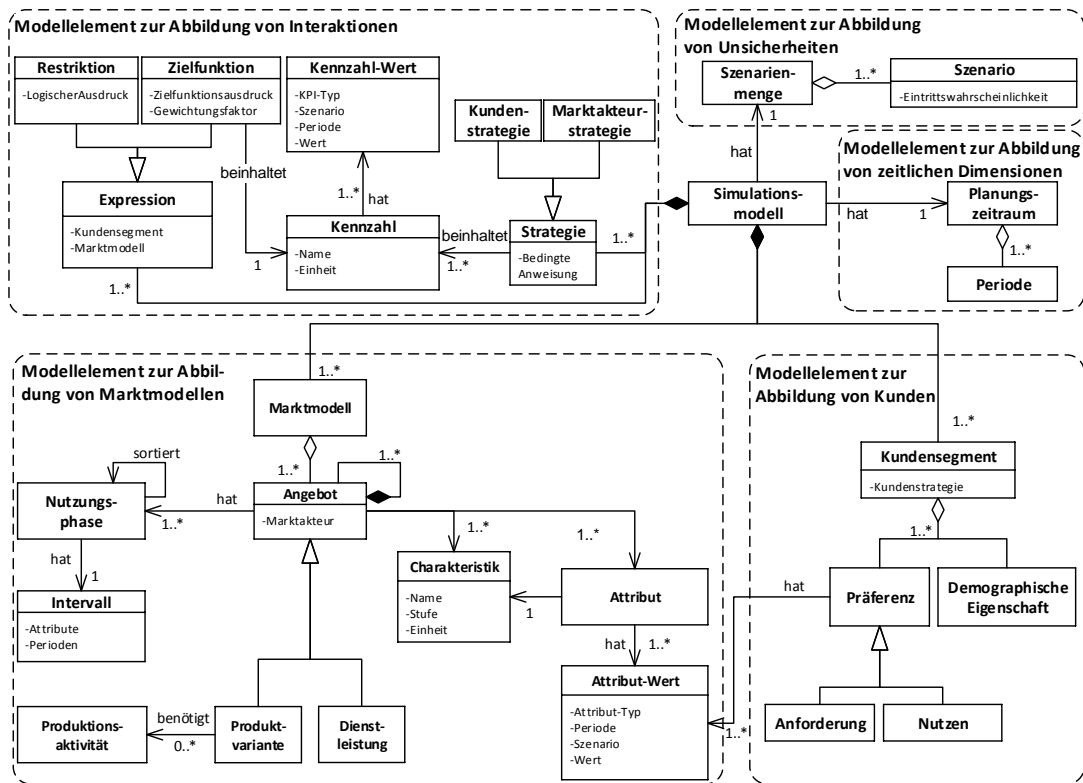 Modellelement zur Abbildung von Interaktionen
Restriktion
-LogischerAusdruck
Zielfunktion
-Zielfunktionsausdruck
-Gewichtungsfaktor
Kennzahl-Wert
-KPI-Typ
-Szenario
-Periode
-Wert
Kunden-
strategie
Marktakteur-
strategie
beinhaltet
1..*
hat
Expression
-Kundensegment
-Marktmodell
1..*
Kennzahl
-Name
-Einheit
1
beinhaltet
1..*
Strategie
-Bedingte
Anweisung
1..*
Modellelement zur Abbildung
von Unsicherheiten
Szenarien-
menge
1..*
Szenario
-Eintrittswahrscheinlichkeit
1
hat
Simulations-
modell
hat
1
Modellelement zur Abbildung
von zeitlichen Dimensionen
Planungs-
zeitraum
1..*
Periode
Modellelement zur Abbil-
dung von Marktmodellen
1..*
Marktmodell
1..*
1..*
sortiert
Nutzungs-
phase
hat
1..*
Angebot
-Marktakteur
hat
1
Intervall
-Attribute
-Perioden
1..*
Charakteristik
-Name
-Stufe
-Einheit
1
1..*
Attribut
hat
1..*
Attribut-Wert
-Attribut-Typ
-Periode
-Szenario
-Wert
Produktions-
aktivität
benötigt
0..*
Produkt-
variante
Dienst-
leistung
Modellelement zur
Abbildung von Kunden
1..*
Kundensegment
-Kundenstrategie
1..*
hat
Präferenz
Demographische
Eigenschaft
1..*
Anforderung
Nutzen